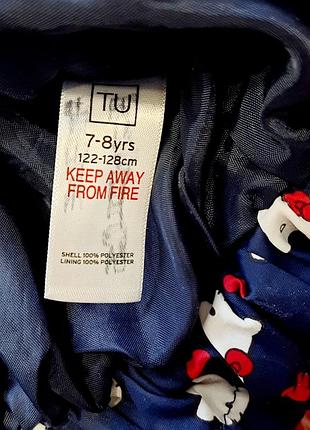 TU
7-8yrs
122-128cm
KEEP AWAY
FROM FIRE
SHELL 100% POLYESTER
LINING 100% POLYESTER